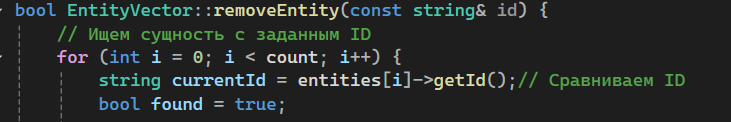 bool EntityVector::removeEntity(const string& id) {
// Ищем сущность с заданным ID
for (int i = 0; i < count; i++) {
string currentId = entities[i]->getId();// Сравниваем ID
bool found = true;